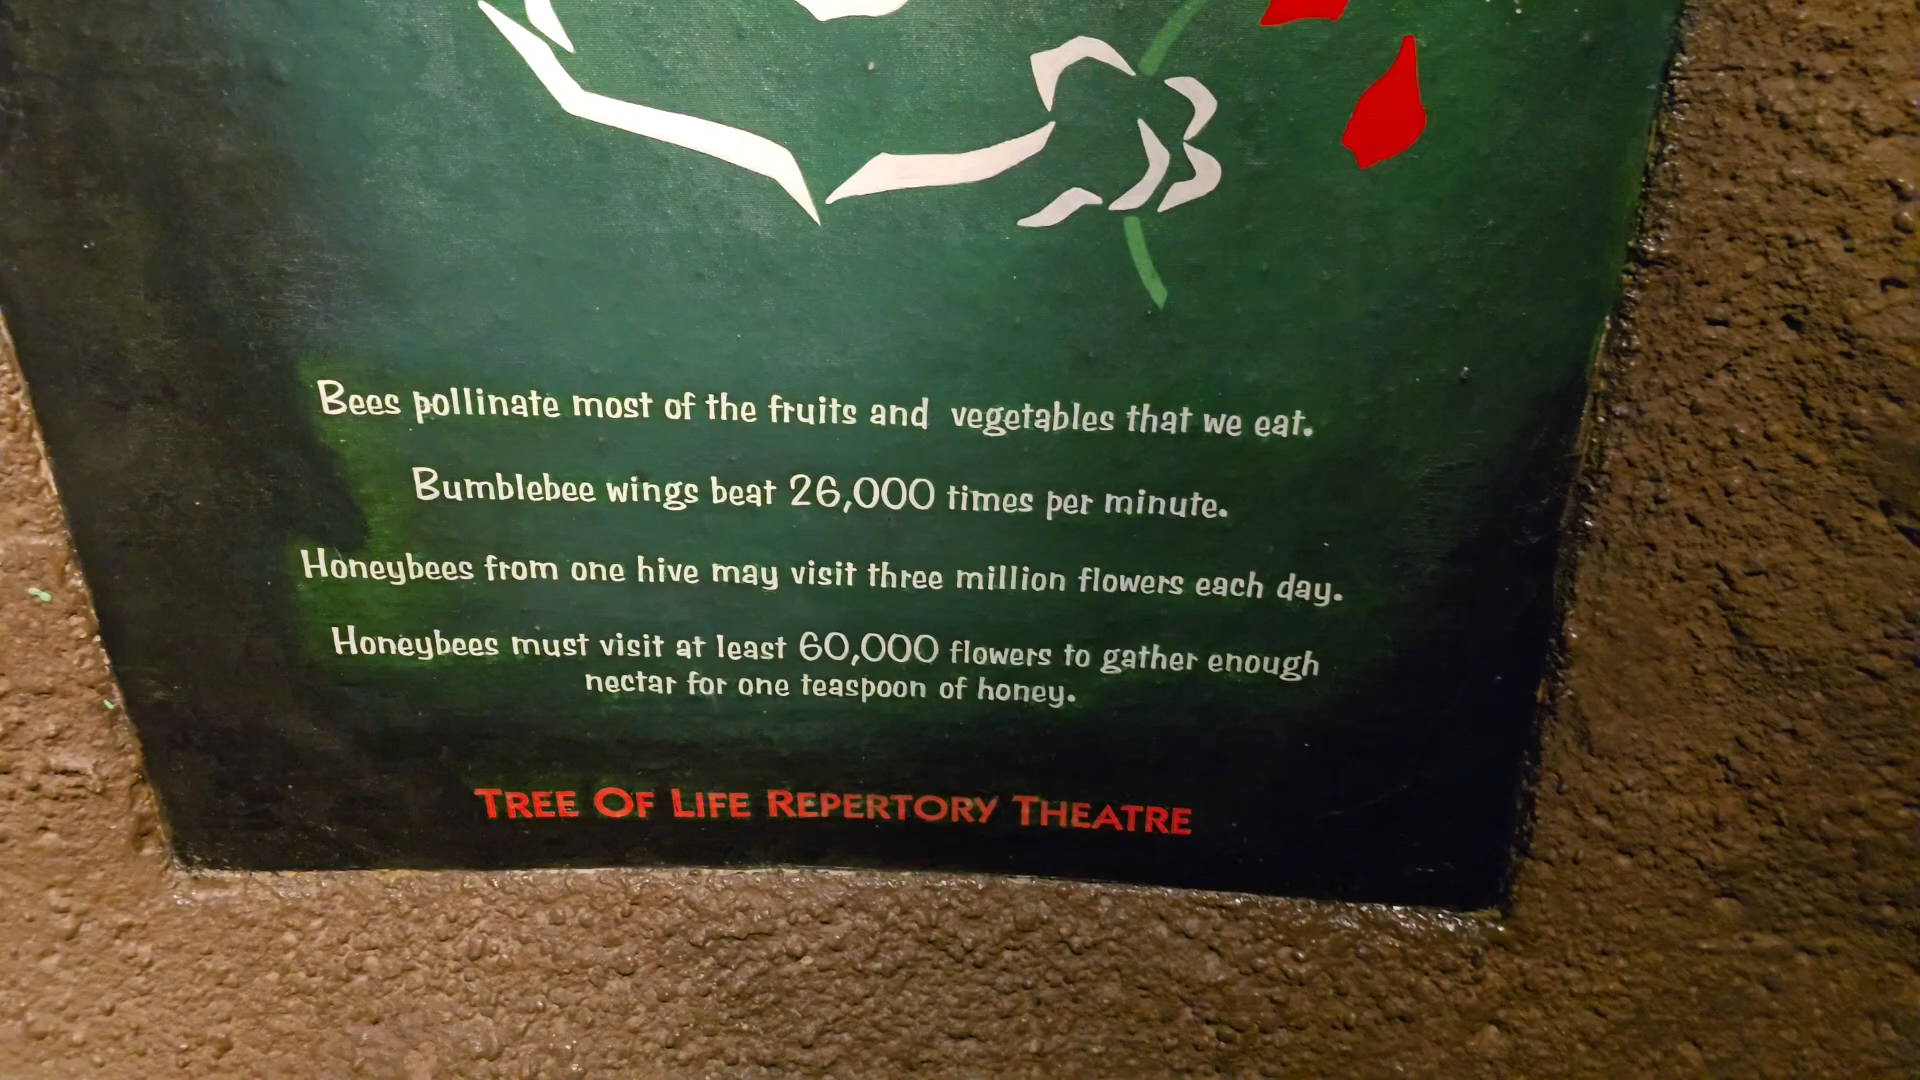 Bees pollinate most of the fruits and vegetables that we eat.
Bumblebee wings beat 26,000 times per minute.
Honeybees from one hive may visit three million flowers each day.
Honeybees must visit at least 60,000 flowers to gather enough
nectar for one teaspoon of honey.
TREE OF LIFE REPERTORY THEATRE